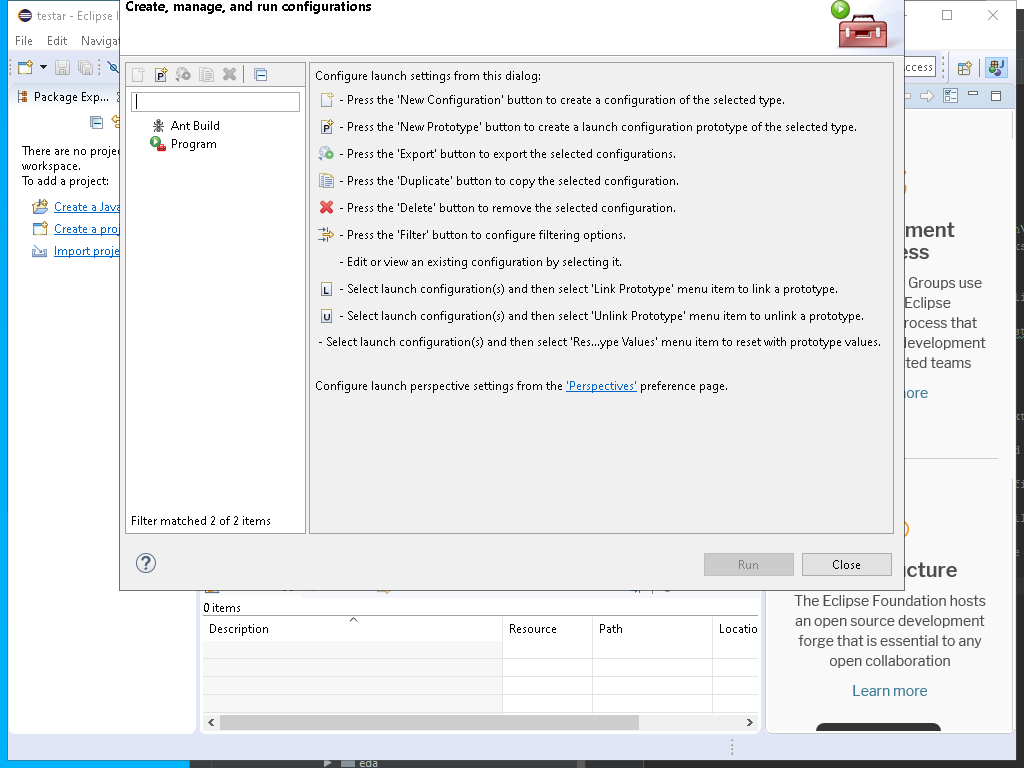 testar - Eclipse I
Create, manage, and run configurations
File Edit Navigat
Package Exp...
There are no projec
workspace.
To add a project:
Create a Java
Create a proj
Import proje
Ant Build
Program
Filter matched 2 of 2 items
Configure launch settings from this dialog:
- Press the 'New Configuration' button to create a configuration of the selected type.
P - Press the 'New Prototype' button to create a launch configuration prototype of the selected type.
- Press the 'Export' button to export the selected configurations.
- Press the 'Duplicate' button to copy the selected configuration.
- Press the 'Delete' button to remove the selected configuration.
- Press the 'Filter' button to configure filtering options.
- Edit or view an existing configuration by selecting it.
L - Select launch configuration(s) and then select 'Link Prototype' menu item to link a prototype.
U - Select launch configuration(s) and then select 'Unlink Prototype' menu item to unlink a prototype.
- Select launch configuration(s) and then select 'Res...ype Values' menu item to reset with prototype values.
Configure launch perspective settings from the 'Perspectives' preference page.
? Run Close
ccess
ment
ess
Groups use
Eclipse
rocess that
development
ted teams
ore
ucture
The Eclipse Foundation hosts
an open source development
forge that is essential to any
open collaboration
Learn more
0 items
Description Resource Path Locatio
eda